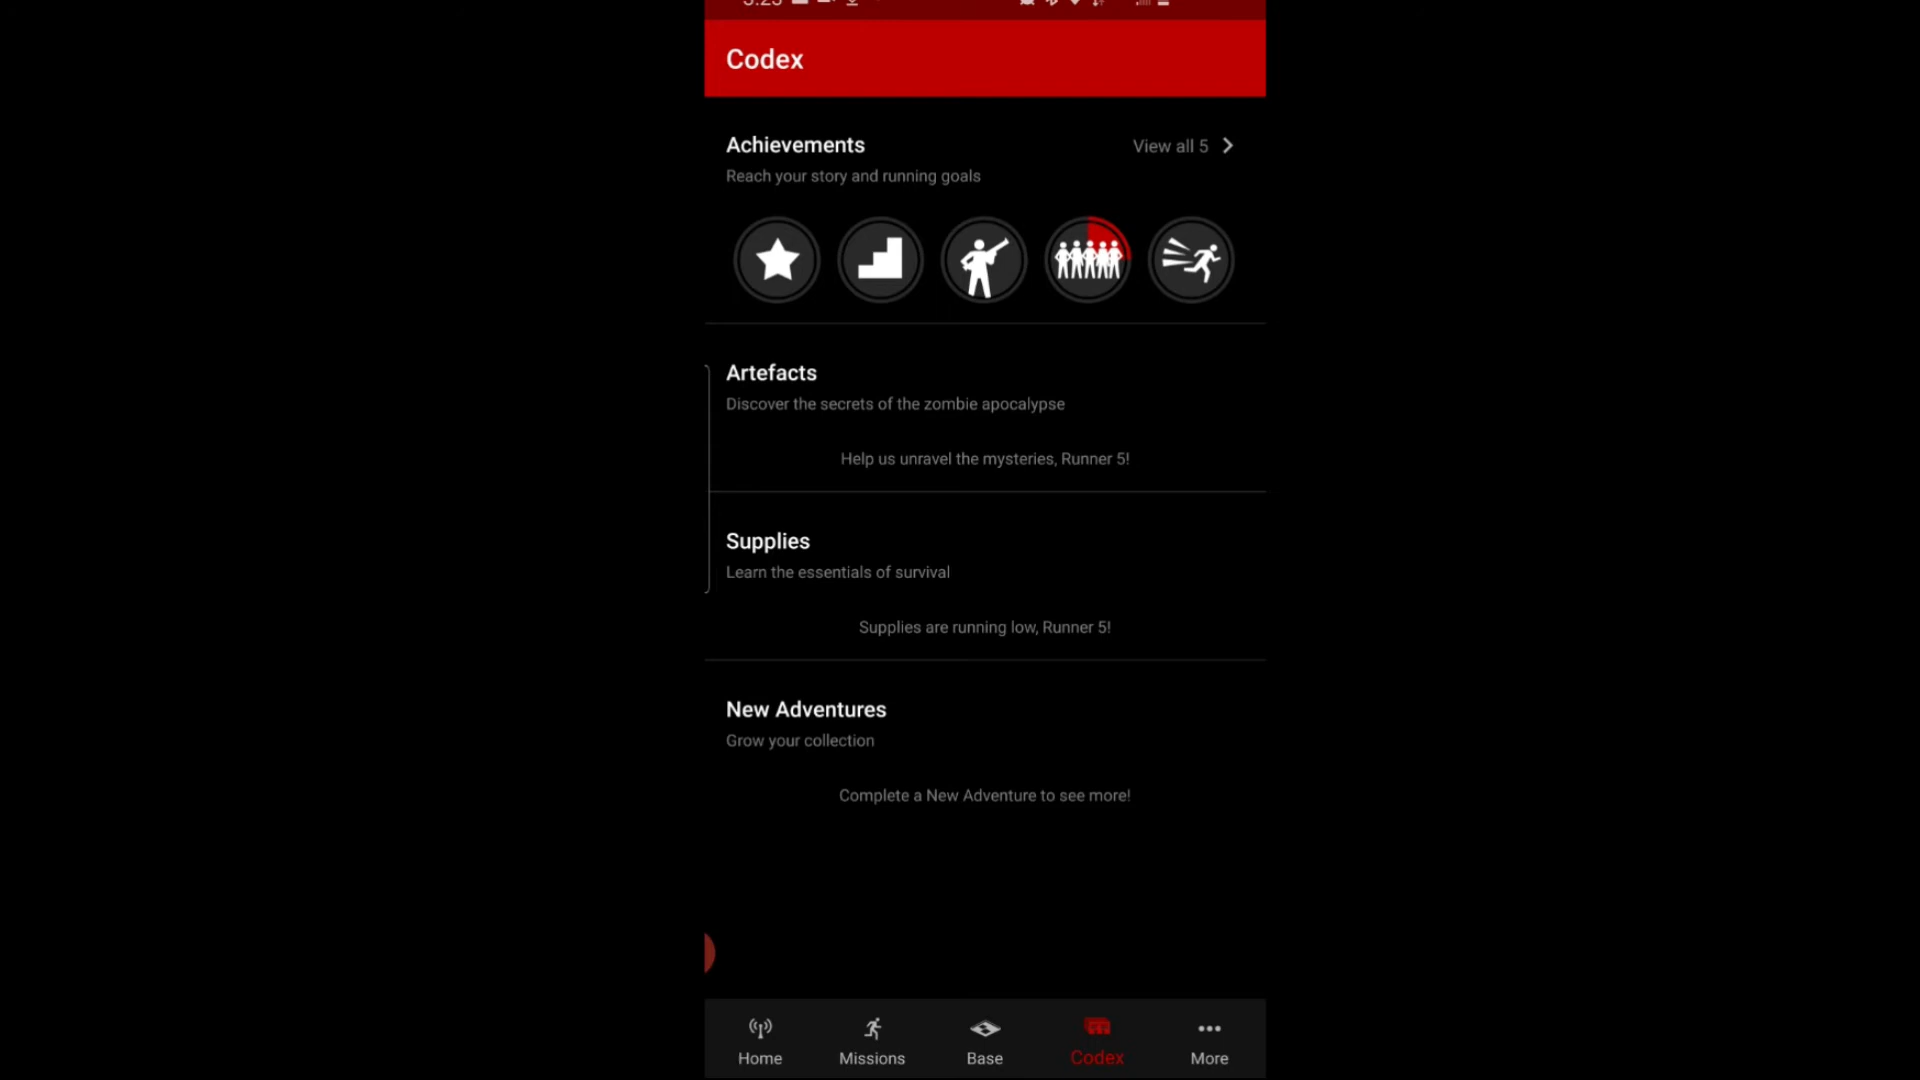 Codex
Achievements
View all 5
Reach your story and running goals
Artefacts
Discover the secrets of the zombie apocalypse
Help us unravel the mysteries, Runner 5!
Supplies
Learn the essentials of survival
Supplies are running low, Runner 5!
New Adventures
Grow your collection
Complete a New Adventure to see more!
Home
Missions
Base
Codex
More